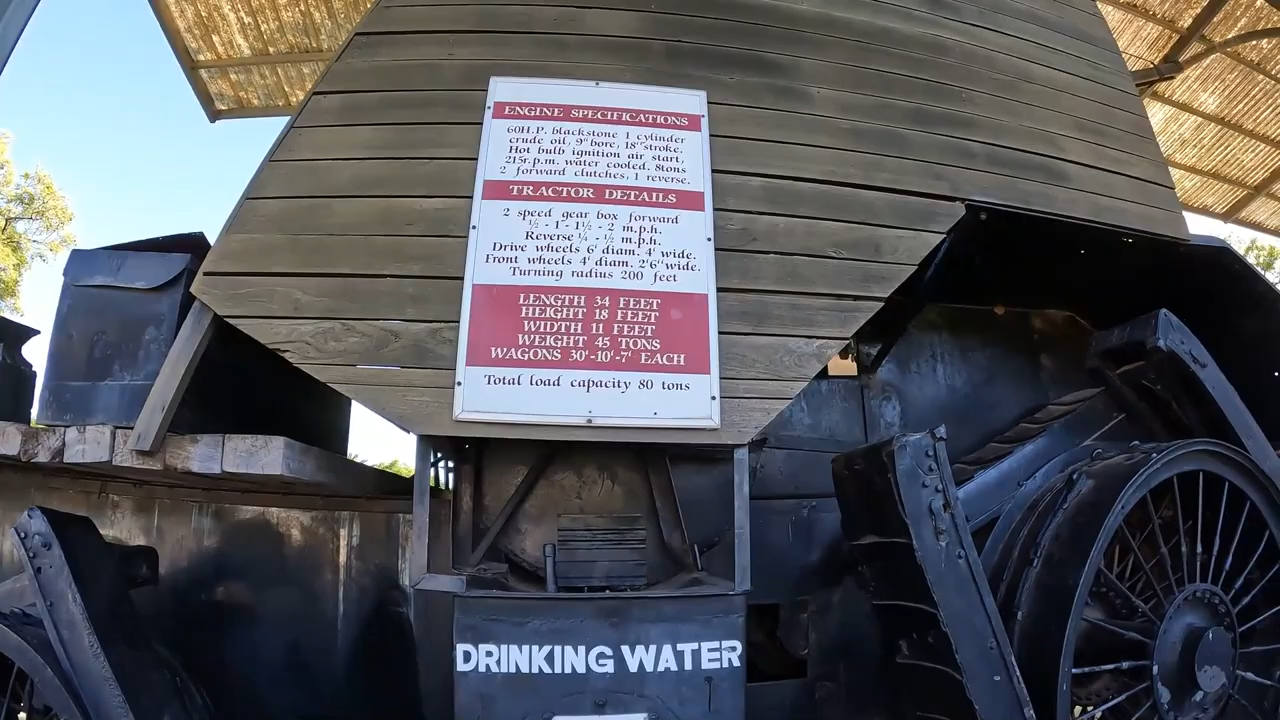 ENGINE SPECIFICATIONS
60H.P. blackstone 1 cylinder
crude oil, 9" bore, 18" stroke.
Hot bulb ignition air start,
215r.p.m. water cooled. 8tons
2 forward clutches, 1 reverse.
TRACTOR DETAILS
2 speed gear box forward
½ - 1 - 1½ - 2 m.p.h.
Reverse ¼ - ½ m.p.h.
Drive wheels 6' diam. 4' wide.
Front wheels 4' diam. 2'6" wide.
Turning radius 200 feet
LENGTH 34 FEET
HEIGHT 18 FEET
WIDTH 11 FEET
WEIGHT 45 TONS
WAGONS 30'-10'-7' EACH
Total load capacity 80 tons
DRINKING WATER